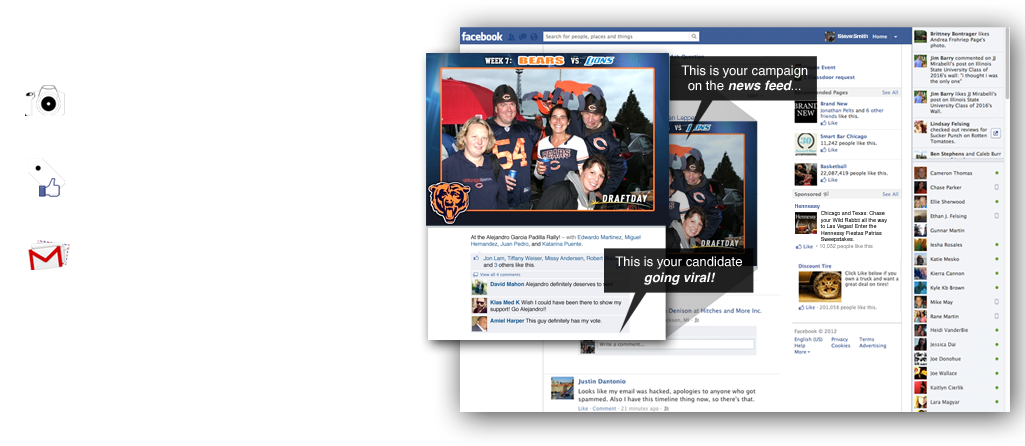 facebook
Search for people, places and things
Steve Smith Home
WEEK 7: BEARS VS. LIONS
54
BEARS
DRAFTDAY
This is your campaign
on the news feed...
At the Alejandro Garcia Padilla Rally! – with Edwardo Martinez, Miguel
Hernandez, Juan Pedro, and Katarina Puente.
Jon Lam, Tiffany Weiser, Missy Andersen, Robert
and 3 others like this.
View all 4 comments
David Mahon Alejandro definitely deserves to
Klas Med K Wish I could have been there to show my
support! Go Alejandro!!
Amiel Harper This guy definitely has my vote.
This is your candidate
going viral!
VS. LIONS
DRAFTDAY
Denison at Hitches and More Inc.
Write a comment...
Justin Dantonio
Looks like my email was hacked, apologies to anyone who got
spammed. Also I have this timeline thing now, so there's that.
Like · Comment · 21 minutes ago
Event
request
Pages See All
Brand New
Jonathan Pelts and 6 other
friends like this.
Like
Smart Bar Chicago
11,242 people like this.
Like
Basketball
22,087,419 people like this.
Like
Sponsored See All
Hennessy
Chicago and Texas: Chase
your Wild Rabbit all the way
to Las Vegas! Enter the
Hennessy Fiestas Patrias
Sweepstakes.
Like · 10,052 people like this
Discount Tire
Click Like below if you
own a truck and want a
great deal on tires!
Like · 201,058 people like this.
Facebook © 2012
English (US) Privacy Terms
Help Cookies Advertising
More
Brittney Bontrager likes
Andrea Frohriep Page's
photo.
Jim Barry commented on JJ
Mirabelli's post on Illinois
State University Class of
2016's wall: "I thought I was
the only one"
Jim Barry likes JJ Mirabelli's
post on Illinois State
University Class of 2016's
Wall.
Lindsay Felsing
checked out reviews for
Sucker Punch on Rotten
Tomatoes.
Ben Stephens and Caleb Burr
Cameron Thomas
Chase Parker
Ellie Sherwood
Ethan J. Felsing
Gunnar Martin
Iesha Rosales
Katie Mesko
Kierra Cannon
Kyle Kb Brown
Mike May
Rane Martin
Heidi VanderBie
Jessica Dai
Joe Donohue
Joe Wallace
Kaitlyn Cierlik
Lara Magyar